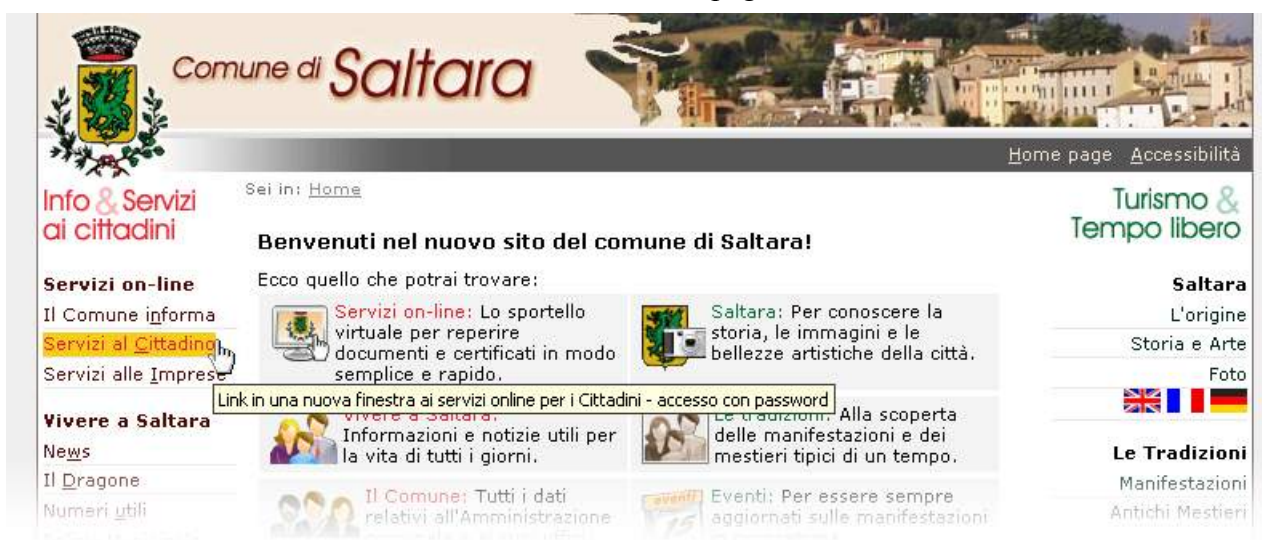 Comune di Saltara
Home page Accessibilità
Info & Servizi
ai cittadini
Servizi on-line
Il Comune informa
Servizi al Cittadino
Servizi alle Imprese
Vivere a Saltara
News
Il Dragone
Numeri utili
Sei in: Home
Benvenuti nel nuovo sito del comune di Saltara!
Ecco quello che potrai trovare:
Servizi on-line: Lo sportello
virtuale per reperire
documenti e certificati in modo
semplice e rapido.
Saltara: Per conoscere la
storia, le immagini e le
bellezze artistiche della città.
Link in una nuova finestra ai servizi online per i Cittadini - accesso con password
Vivere a Saltara:
Informazioni e notizie utili per
la vita di tutti i giorni.
Le tradizioni: Alla scoperta
delle manifestazioni e dei
mestieri tipici di un tempo.
Il Comune: Tutti i dati
relativi all'Amministrazione
eventi
15
Eventi: Per essere sempre
aggiornati sulle manifestazioni
Turismo &
Tempo libero
Saltara
L'origine
Storia e Arte
Foto
Le Tradizioni
Manifestazioni
Antichi Mestieri